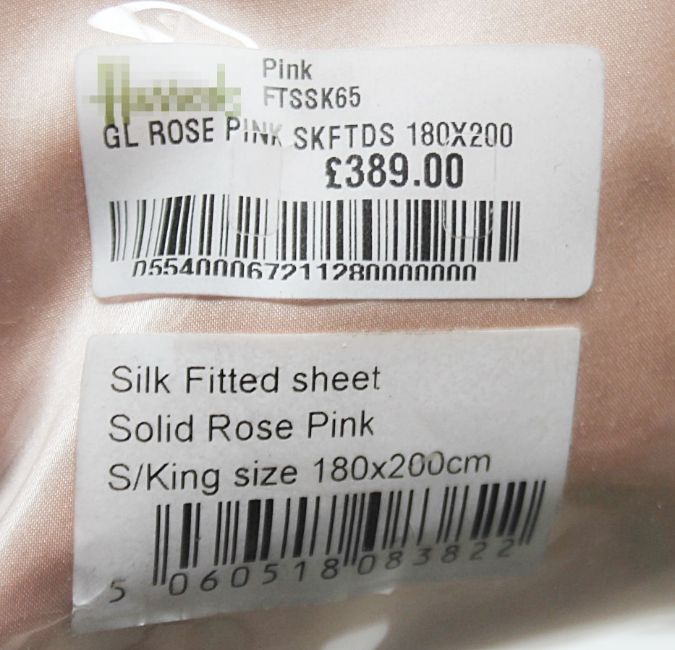 Pink
FTSSK65
GL ROSE PINK SKFTDS 180X200
£389.00
055400067211280000000
Silk Fitted sheet
Solid Rose Pink
S/King size 180x200cm
5 060518 083822